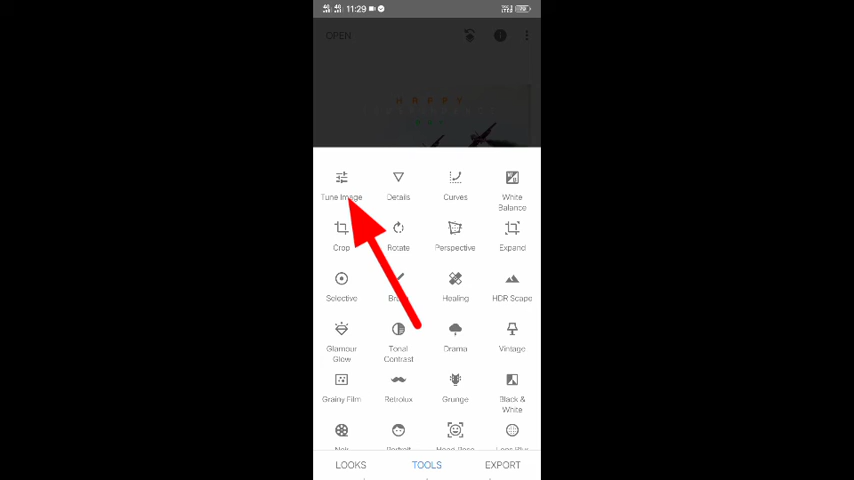 11:29
OPEN
HAPPY
Tune Image Details Curves White Balance
Crop Rotate Perspective Expand
Selective Healing HDR Scape
Glamour Glow Tonal Contrast Drama Vintage
Grainy Film Retrolux Grunge Black & White
LOOKS TOOLS EXPORT